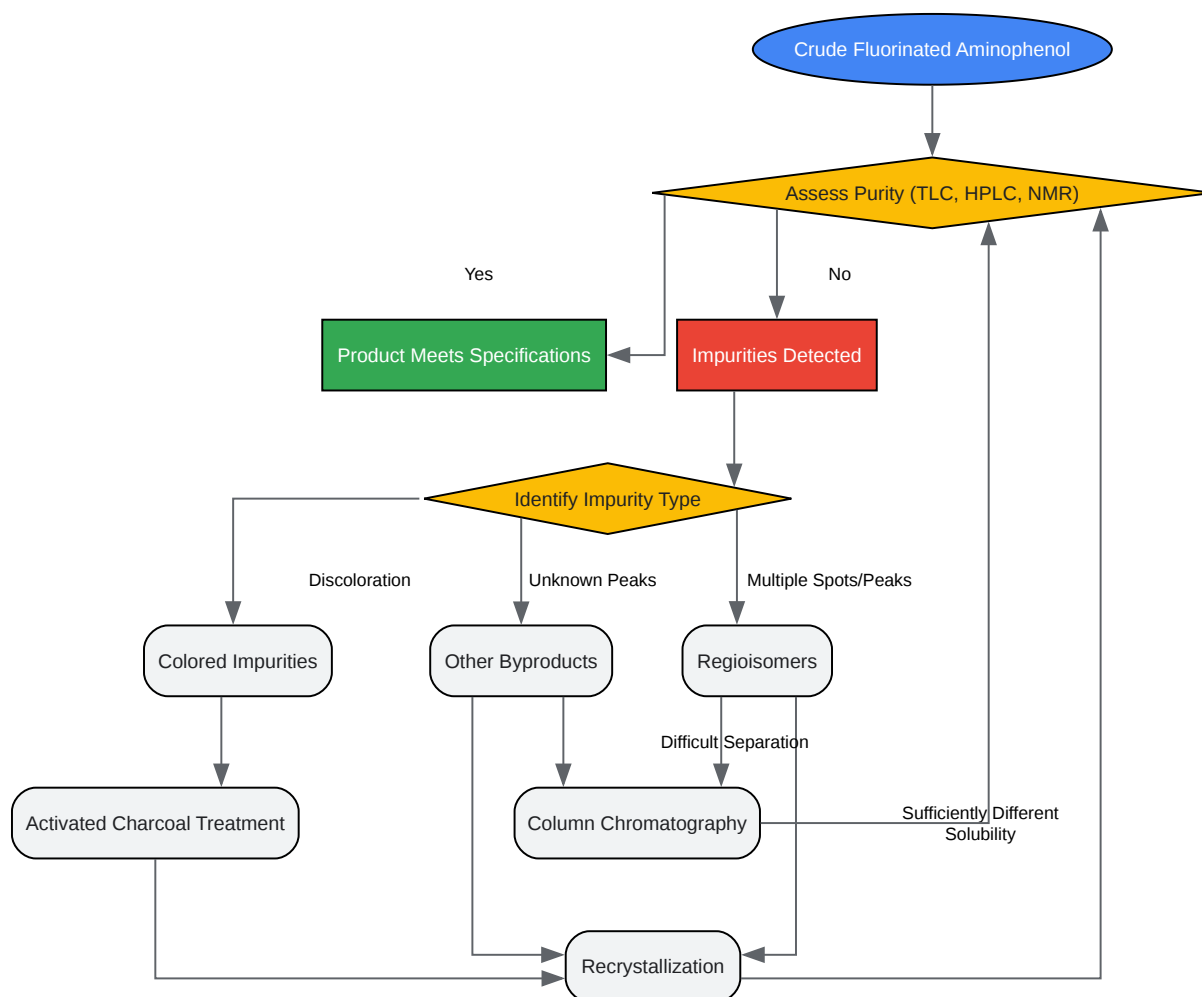 Crude Fluorinated Aminophenol
Assess Purity (TLC, HPLC, NMR)
Yes
No
Product Meets Specifications
Impurities Detected
Identify Impurity Type
Discoloration
Unknown Peaks
Multiple Spots/Peaks
Colored Impurities
Other Byproducts
Regioisomers
Difficult Separation
Activated Charcoal Treatment
Column Chromatography
Sufficiently Different
Solubility
Recrystallization